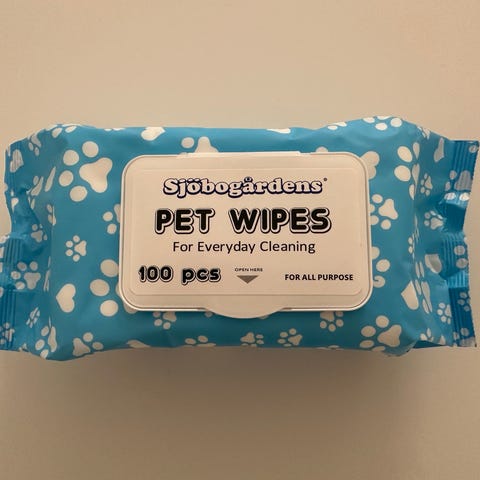 Sjöbogårdens®
PET WIPES
For Everyday Cleaning
100 pcs
OPEN HERE
FOR ALL PURPOSE